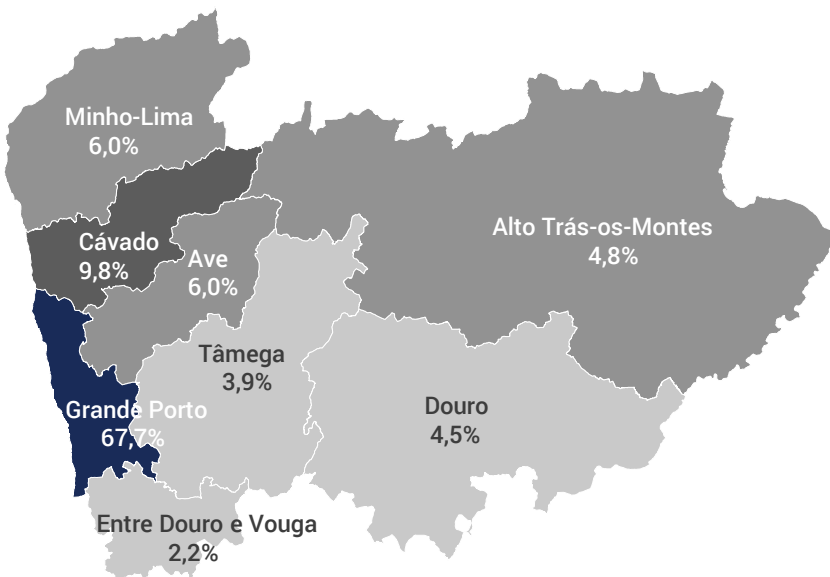 Minho-Lima
6,0%
Cávado
9,8%
Ave
6,0%
Alto Trás-os-Montes
4,8%
Tâmega
3,9%
Grande Porto
67,7%
Douro
4,5%
Entre Douro e Vouga
2,2%